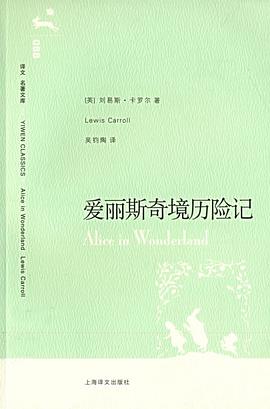 088
译文 名著文库
YIWEN CLASSICS
Alice in Wonderland
Lewis Carroll
[英] 刘易斯·卡罗尔 著
Lewis Carroll
吴钧陶 译
爱丽斯奇境历险记
Alice in Wonderland
上海译文出版社